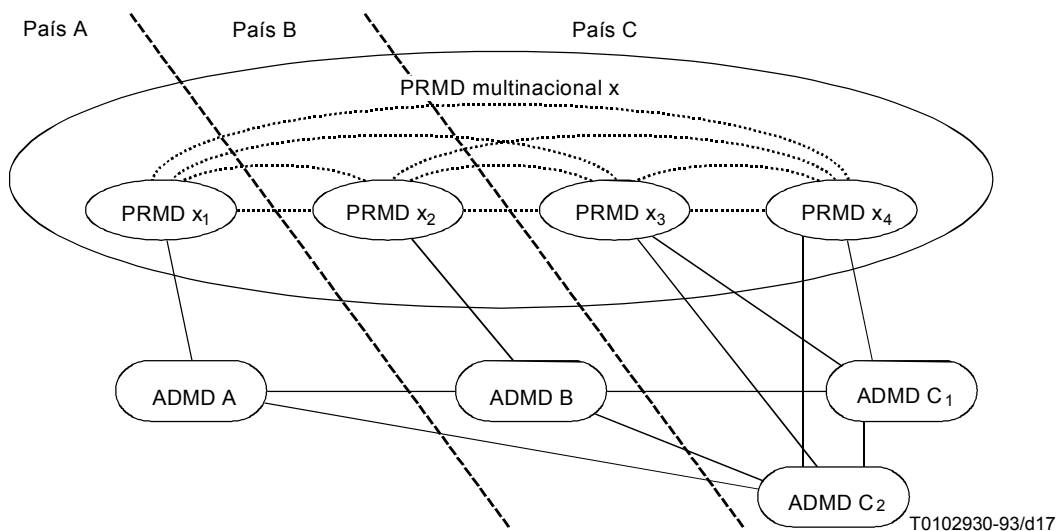 País A
País B
País C
PRMD multinacional x
PRMD x1
PRMD x2
PRMD x3
PRMD x4
ADMD A
ADMD B
ADMD C1
ADMD C2
T0102930-93/d17